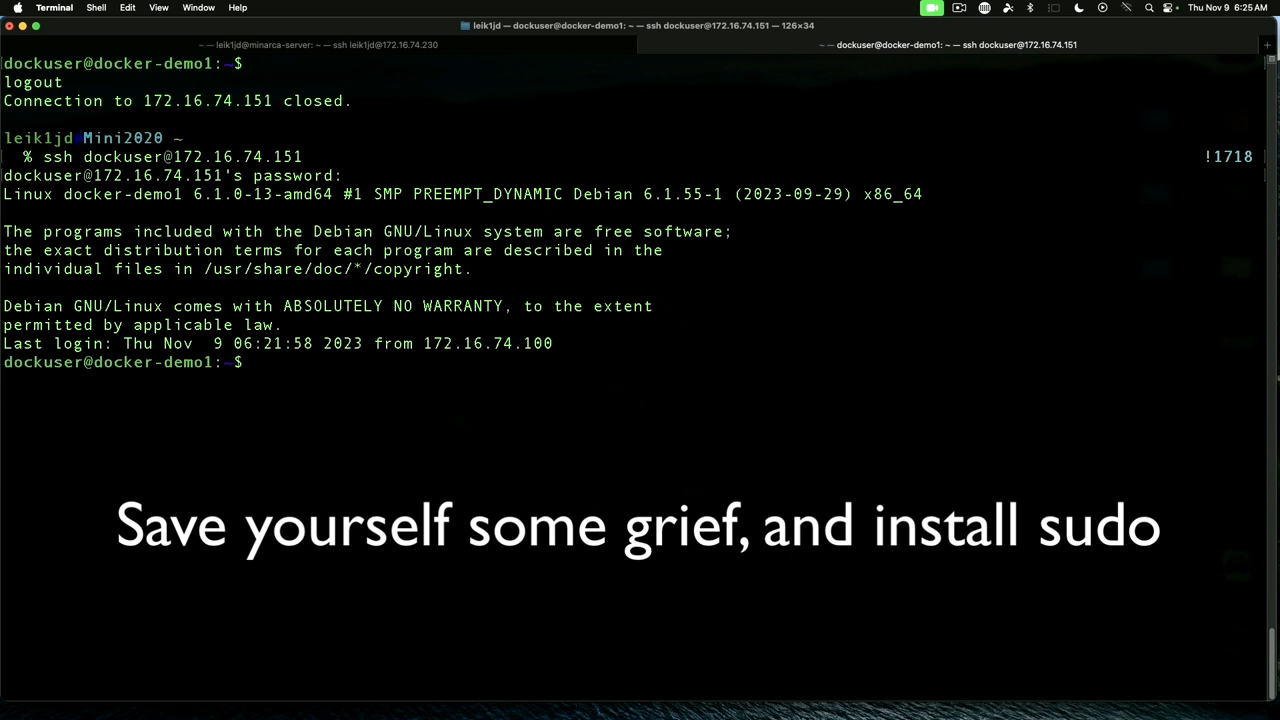 Terminal Shell Edit View Window Help Thu Nov 9 6:25 AM
leik1jd — dockuser@docker-demo1: ~ — ssh dockuser@172.16.74.151 — 126×34
~ — leik1jd@minarca-server: ~ — ssh leik1jd@172.16.74.230 ~ — dockuser@docker-demo1: ~ — ssh dockuser@172.16.74.151 +
dockuser@docker-demo1:~$
logout
Connection to 172.16.74.151 closed.
leik1jd Mini2020 ~
% ssh dockuser@172.16.74.151 !1718
dockuser@172.16.74.151's password:
Linux docker-demo1 6.1.0-13-amd64 #1 SMP PREEMPT_DYNAMIC Debian 6.1.55-1 (2023-09-29) x86_64
The programs included with the Debian GNU/Linux system are free software;
the exact distribution terms for each program are described in the
individual files in /usr/share/doc/*/copyright.
Debian GNU/Linux comes with ABSOLUTELY NO WARRANTY, to the extent
permitted by applicable law.
Last login: Thu Nov  9 06:21:58 2023 from 172.16.74.100
dockuser@docker-demo1:~$
Save yourself some grief, and install sudo